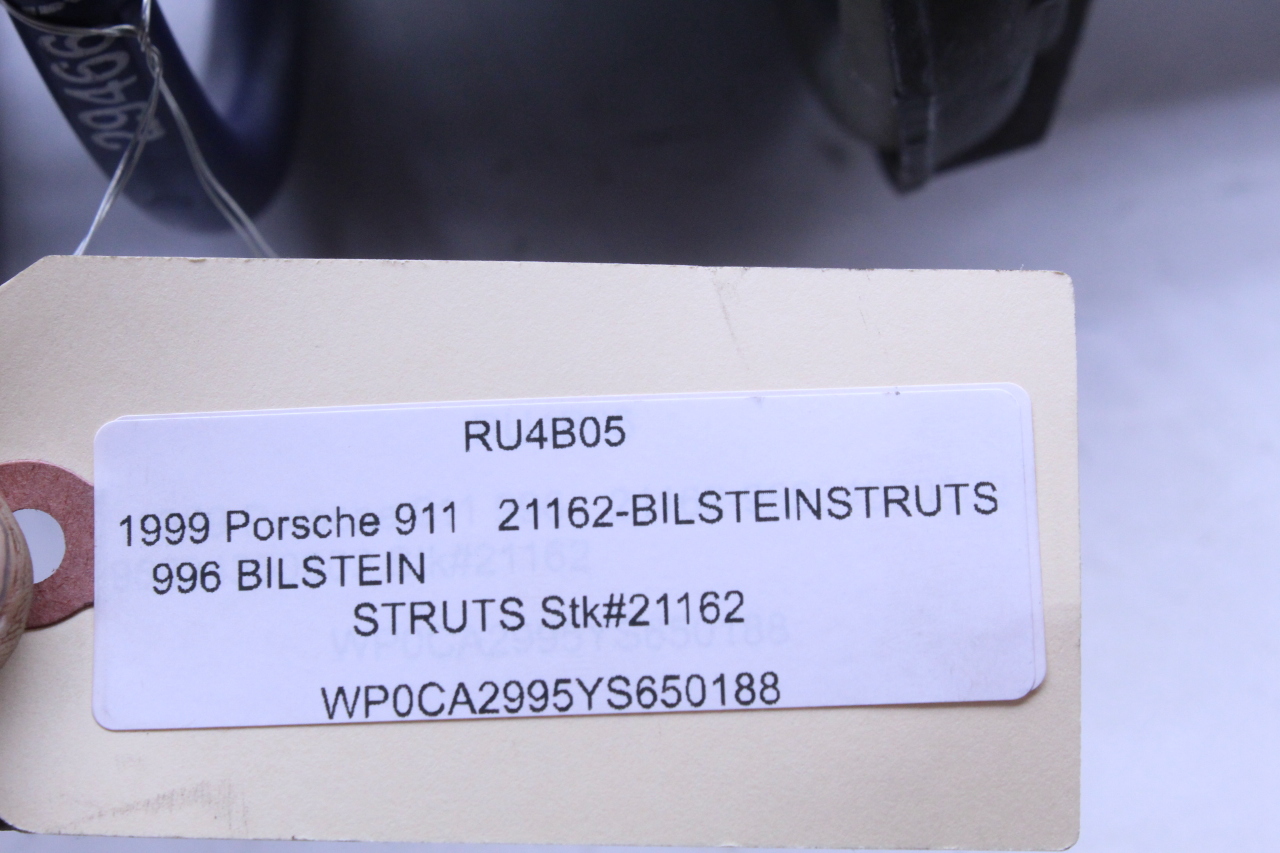 RU4B05
1999 Porsche 911 21162-BILSTEINSTRUTS
996 BILSTEIN
STRUTS Stk#21162
WP0CA2995YS650188